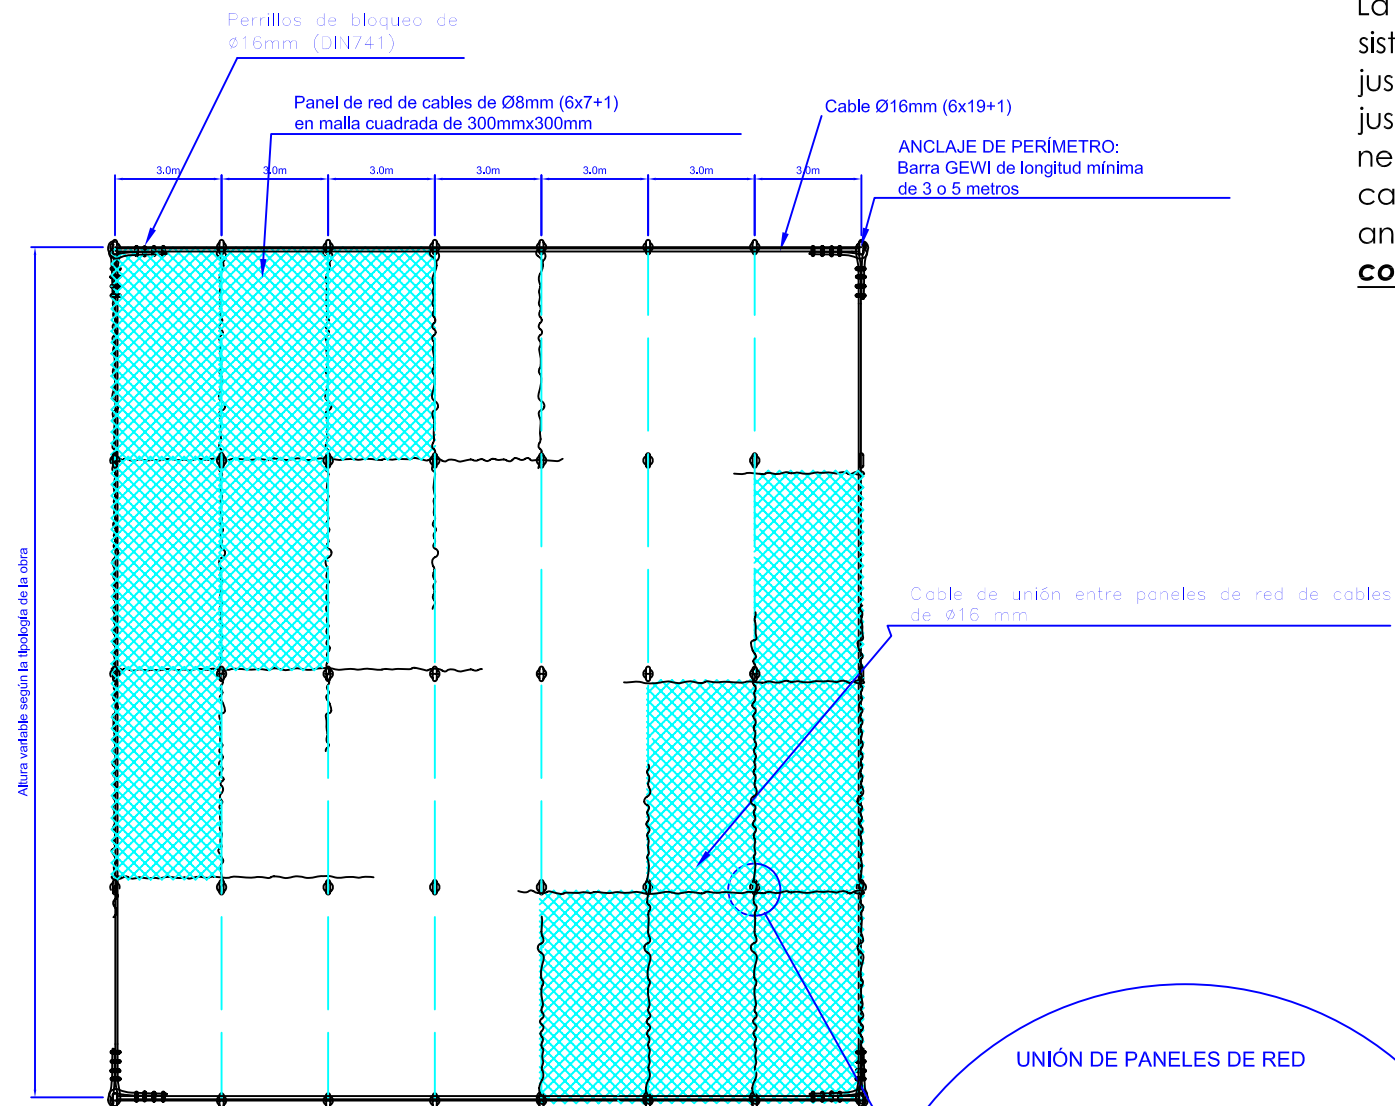 Perrillos de bloqueo de
ø16mm (DIN741)
Panel de red de cables de Ø8mm (6x7+1)
en malla cuadrada de 300mmx300mm
Cable Ø16mm (6x19+1)
ANCLAJE DE PERÍMETRO:
Barra GEWI de longitud mínima
de 3 o 5 metros
3.0m 3.0m 3.0m 3.0m 3.0m 3.0m 3.0m
Altura variable según la tipología de la obra
Cable de unión entre paneles de red de cables
de ø16 mm
UNIÓN DE PANELES DE RED
La
sist
jus
jus
ne
ca
an
co